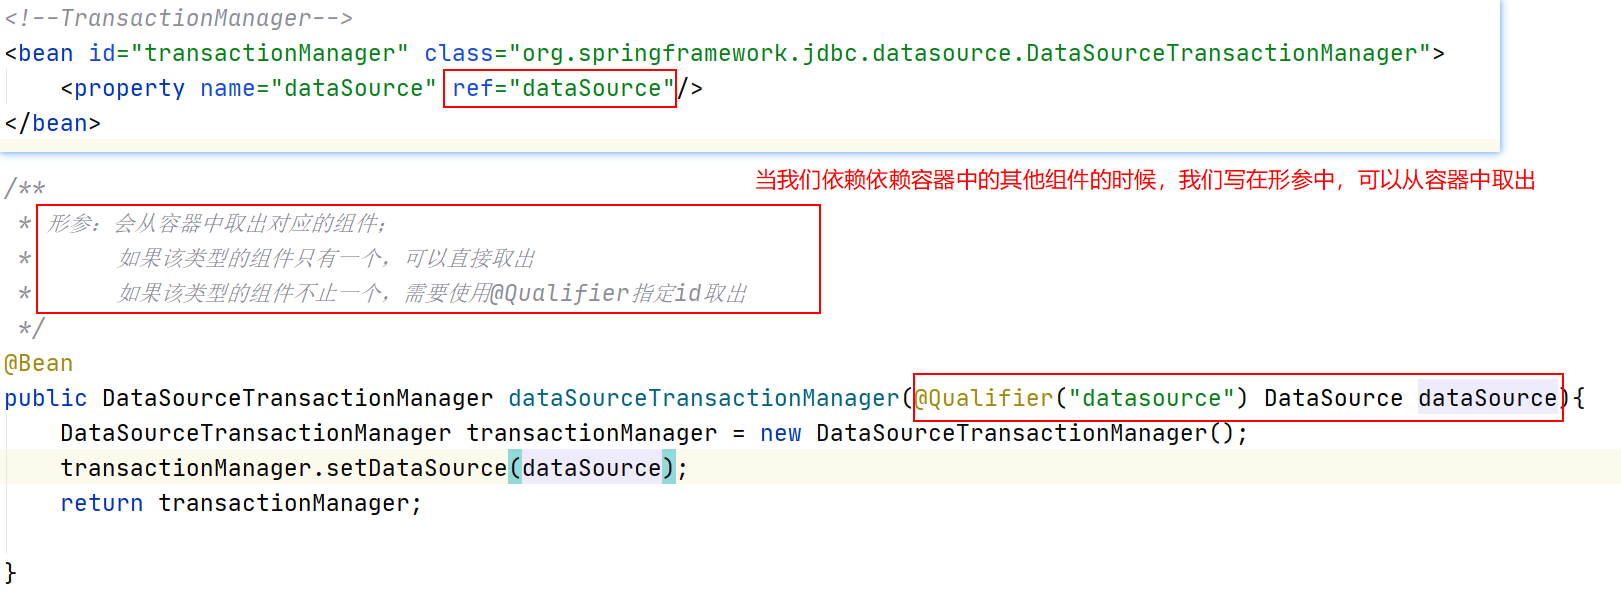 <!--TransactionManager-->
<bean id="transactionManager" class="org.springframework.jdbc.datasource.DataSourceTransactionManager">
    <property name="dataSource" ref="dataSource"/>
</bean>
当我们依赖依赖容器中的其他组件的时候，我们写在形参中，可以从容器中取出
/**
 * 形参：会从容器中取出对应的组件；
 *      如果该类型的组件只有一个，可以直接取出
 *      如果该类型的组件不止一个，需要使用@Qualifier指定id取出
 */
@Bean
public DataSourceTransactionManager dataSourceTransactionManager(@Qualifier("datasource") DataSource dataSource){
    DataSourceTransactionManager transactionManager = new DataSourceTransactionManager();
    transactionManager.setDataSource(dataSource);
    return transactionManager;
}